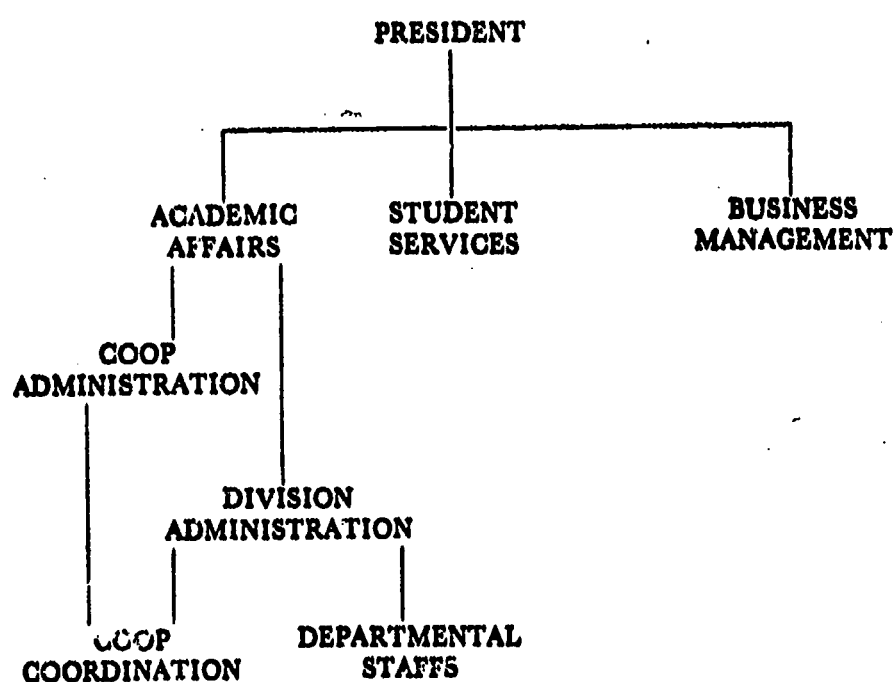 PRESIDENT
ACADEMIC
AFFAIRS
STUDENT
SERVICES
BUSINESS
MANAGEMENT
COOP
ADMINISTRATION
DIVISION
ADMINISTRATION
COOP
COORDINATION
DEPARTMENTAL
STAFFS